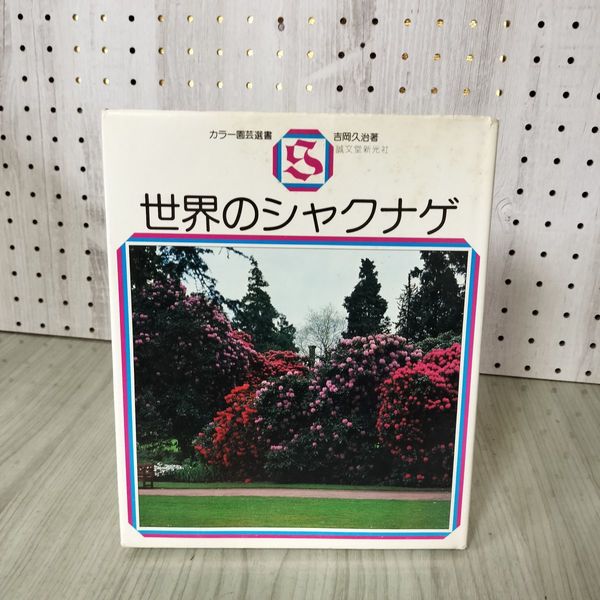 カラー園芸選書
S
吉岡久治著
誠文堂新光社
世界のシャクナゲ